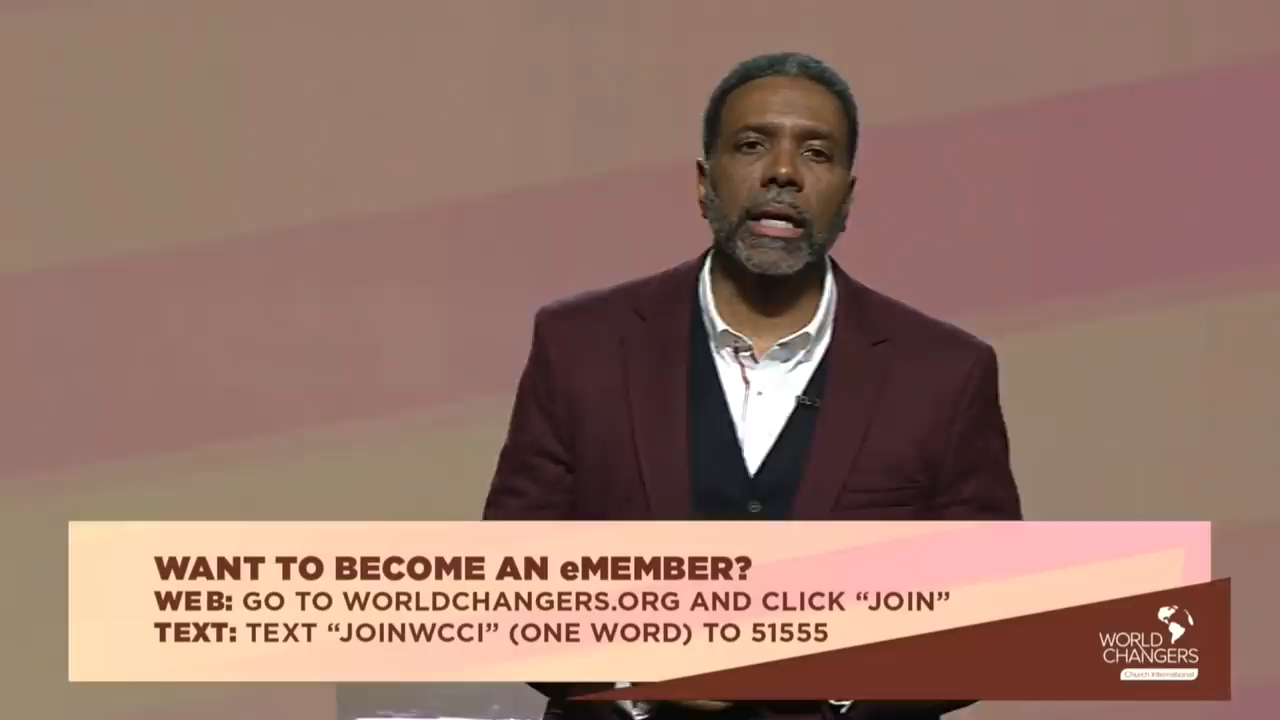 WANT TO BECOME AN eMEMBER?
WEB: GO TO WORLDCHANGERS.ORG AND CLICK “JOIN”
TEXT: TEXT “JOINWCCI” (ONE WORD) TO 51555
WORLD
CHANGERS
Church International